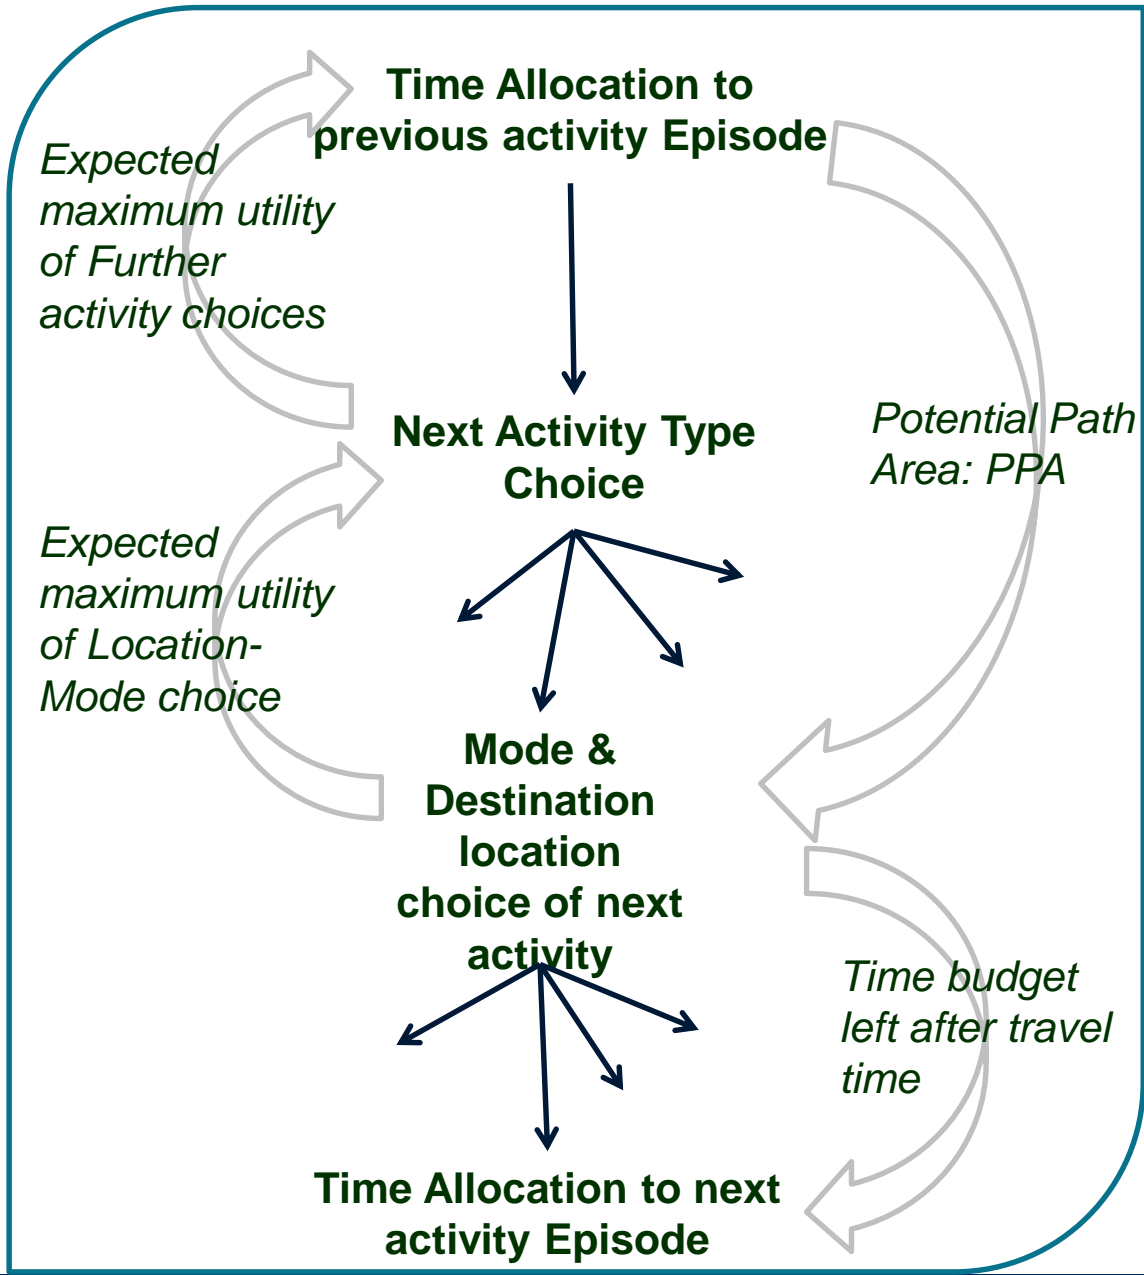 Time Allocation to
previous activity Episode
Expected
maximum utility
of Further
activity choices
Next Activity Type
Choice
Potential Path
Area: PPA
Expected
maximum utility
of Location-
Mode choice
Mode &
Destination
location
choice of next
activity
Time budget
left after travel
time
Time Allocation to next
activity Episode